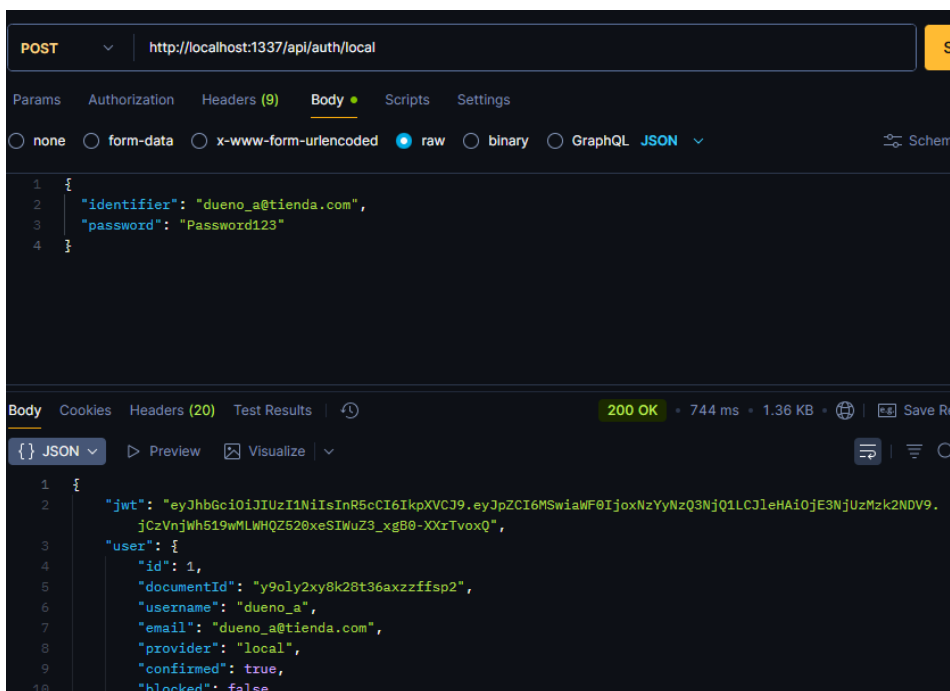 POST http://localhost:1337/api/auth/local
Params Authorization Headers (9) Body Scripts Settings
none form-data x-www-form-urlencoded raw binary GraphQL JSON Schem
1 {
2 "identifier": "dueno_a@tienda.com",
3 "password": "Password123"
4 }
Body Cookies Headers (20) Test Results 200 OK • 744 ms • 1.36 KB • e.g. Save Re
{} JSON Preview Visualize
1 {
2 "jwt": "eyJhbGciOiJIUzI1NiIsInR5cCI6IkpXVCJ9.eyJpZCI6MSwiaWF0IjoxNzYyNzQ3NjQ1LCJleHAiOjE3NjUzMzk2NDV9.
jCzVnjWh519wMLWHQZ520xeSIWuZ3_xgB0-XXrTvoxQ",
3 "user": {
4 "id": 1,
5 "documentId": "y9oly2xy8k28t36axzzffsp2",
6 "username": "dueno_a",
7 "email": "dueno_a@tienda.com",
8 "provider": "local",
9 "confirmed": true,
10 "blocked": false